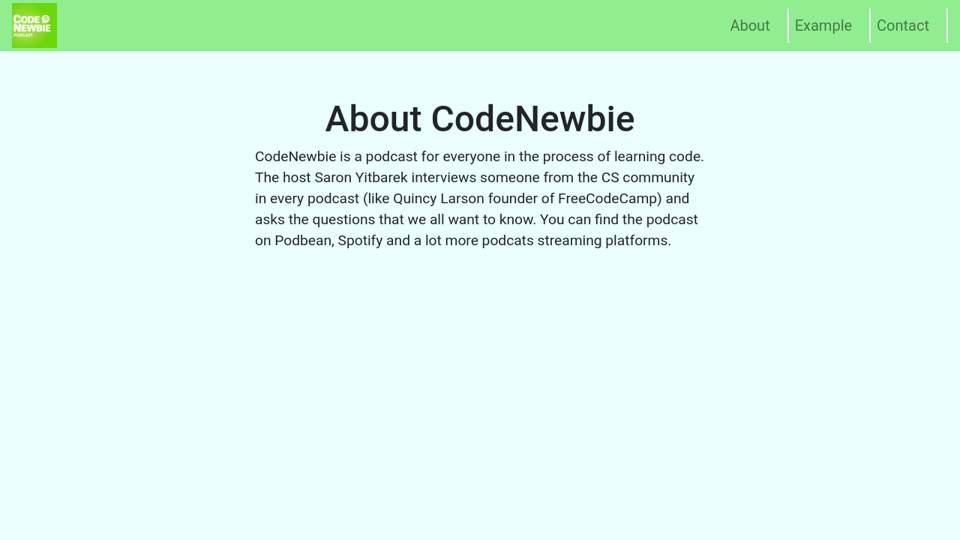 CODE
NEWBIE
PODCAST
About
Example
Contact
About CodeNewbie
CodeNewbie is a podcast for everyone in the process of learning code.
The host Saron Yitbarek interviews someone from the CS community
in every podcast (like Quincy Larson founder of FreeCodeCamp) and
asks the questions that we all want to know. You can find the podcast
on Podbean, Spotify and a lot more podcats streaming platforms.